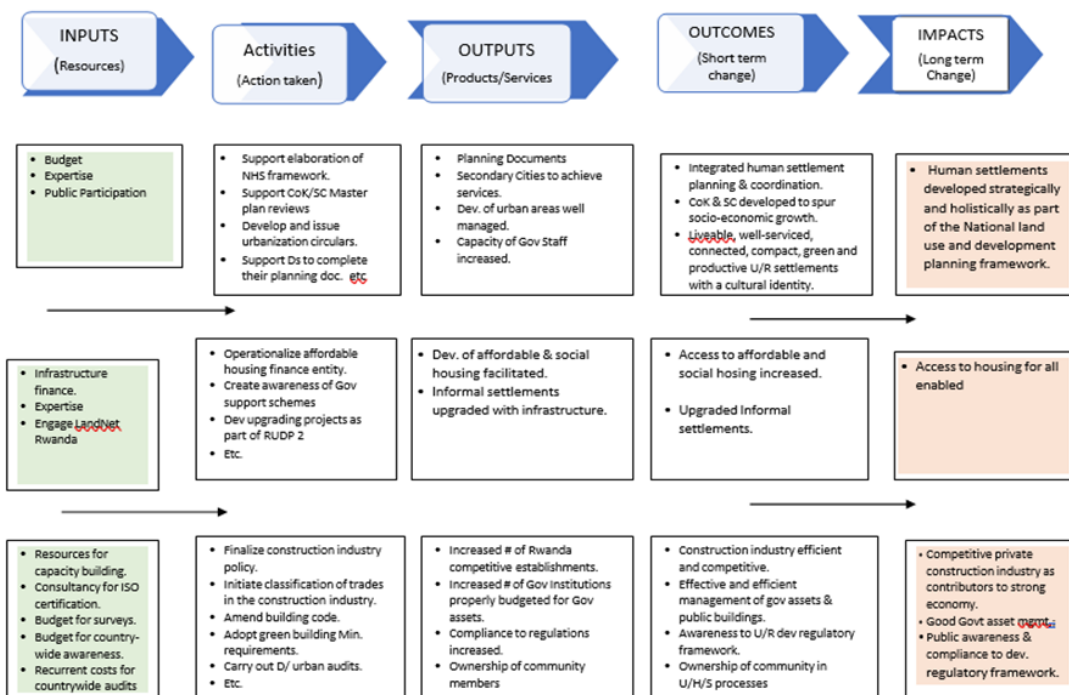 INPUTS
(Resources)
Activities
(Action taken)
OUTPUTS
(Products/Services
OUTCOMES
(Short term
change)
IMPACTS
(Long term
Change)
• Budget
• Expertise
• Public Participation
• Support elaboration of
NHS framework.
• Support CoK/SC Master
plan reviews
• Develop and issue
urbanization circulars.
• Support Ds to complete
their planning doc. etc
• Planning Documents
• Secondary Cities to achieve
services.
• Dev. of urban areas well
managed.
• Capacity of Gov Staff
increased.
• Integrated human settlement
planning & coordination.
• CoK & SC developed to spur
socio-economic growth.
• Liveable, well-serviced,
connected, compact, green and
productive U/R settlements
with a cultural identity.
• Human settlements
developed strategically
and holistically as part
of the National land
use and development
planning framework.
• Infrastructure
finance.
• Expertise
• Engage LandNet
Rwanda
• Operationalize affordable
housing finance entity.
• Create awareness of Gov
support schemes
• Dev upgrading projects as
part of RUDP 2
• Etc.
• Dev. of affordable & social
housing facilitated.
• Informal settlements
upgraded with infrastructure.
• Access to affordable and
social hosing increased.
• Upgraded Informal
settlements.
• Access to housing for all
enabled
• Resources for
capacity building.
• Consultancy for ISO
certification.
• Budget for surveys.
• Budget for country-
wide awareness.
• Recurrent costs for
countrywide audits
• Finalize construction industry
policy.
• Initiate classification of trades
in the construction industry.
• Amend building code.
• Adopt green building Min.
requirements.
• Carry out D/ urban audits.
• Etc.
• Increased # of Rwanda
competitive establishments.
• Increased # of Gov Institutions
properly budgeted for Gov
assets.
• Compliance to regulations
increased.
• Ownership of community
members
• Construction industry efficient
and competitive.
• Effective and efficient
management of gov assets &
public buildings.
• Awareness to U/R dev regulatory
framework.
• Ownership of community in
U/H/S processes
• Competitive private
construction industry as
contributors to strong
economy.
• Good Govt asset mgmt.
• Public awareness &
compliance to dev.
regulatory framework.